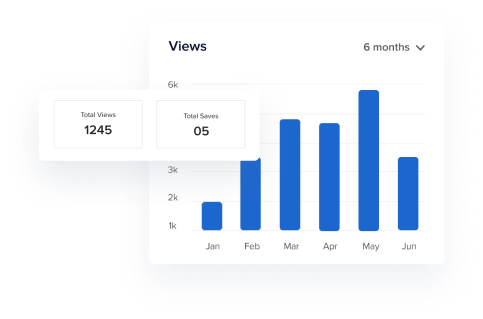 Views
6 months
6k
Total Views
1245
Total Saves
05
3k
2k
1k
Jan Feb Mar Apr May Jun